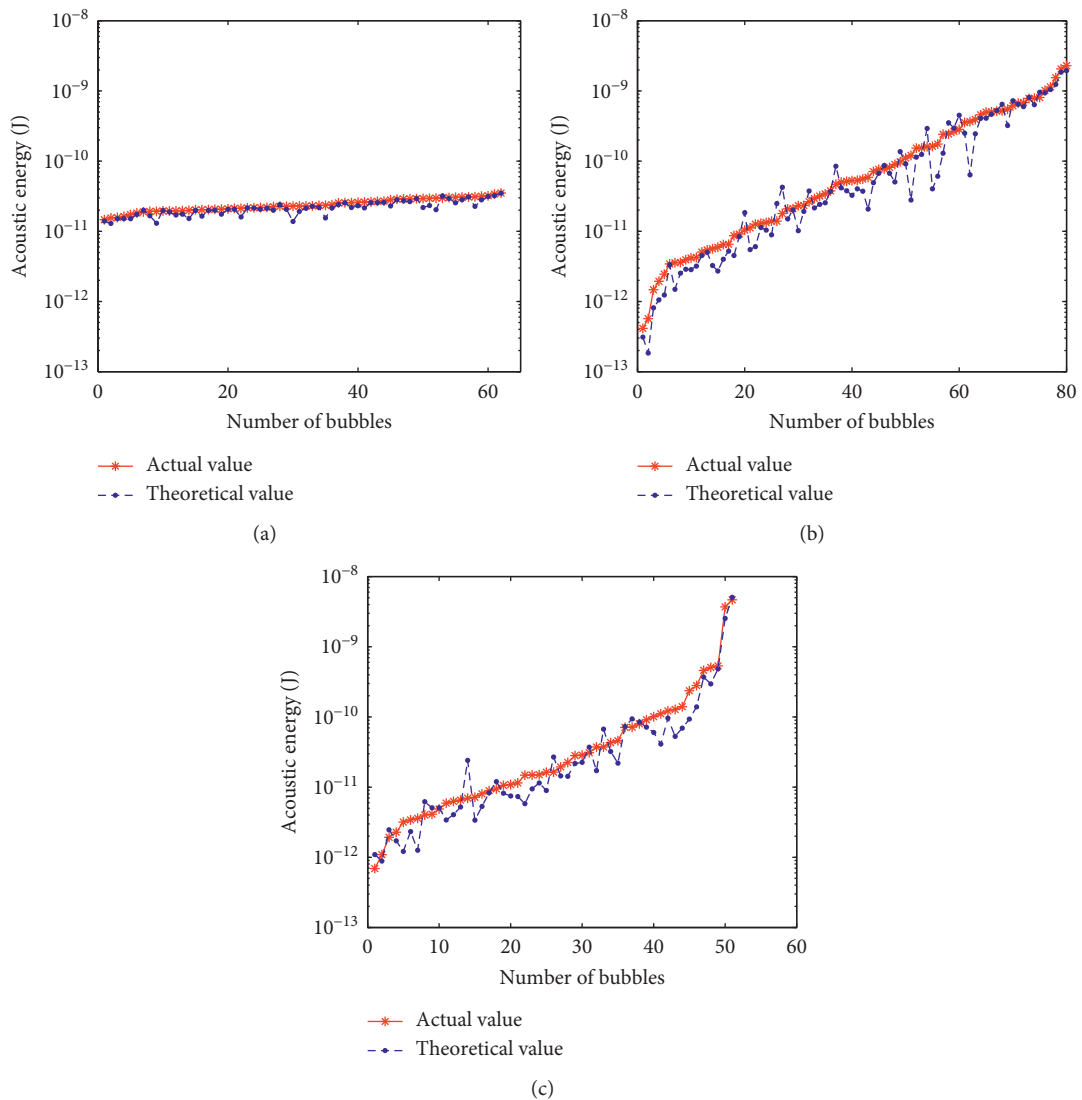 Acoustic energy (J)
10⁻⁸
10⁻⁹
10⁻¹⁰
10⁻¹¹
10⁻¹²
10⁻¹³
0 20 40 60
Number of bubbles
Actual value
Theoretical value
(a)
Acoustic energy (J)
10⁻⁸
10⁻⁹
10⁻¹⁰
10⁻¹¹
10⁻¹²
10⁻¹³
0 20 40 60 80
Number of bubbles
Actual value
Theoretical value
(b)
Acoustic energy (J)
10⁻⁸
10⁻⁹
10⁻¹⁰
10⁻¹¹
10⁻¹²
10⁻¹³
0 10 20 30 40 50 60
Number of bubbles
Actual value
Theoretical value
(c)